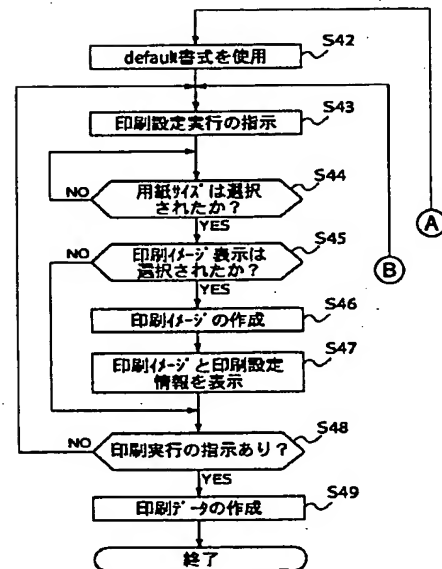 S42
default書式を使用
S43
印刷設定実行の指示
S44
用紙サイズは選択
されたか？
NO
YES
A
S45
印刷イメージ表示は
選択されたか？
NO
YES
B
S46
印刷イメージの作成
S47
印刷イメージと印刷設定
情報を表示
S48
印刷実行の指示あり？
NO
YES
S49
印刷データの作成
終了